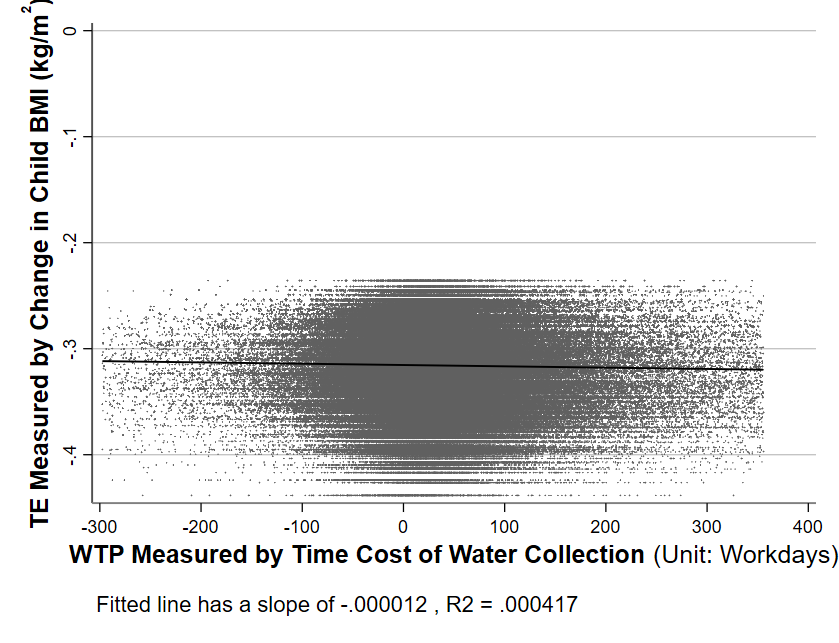 TE Measured by Change in Child BMI (kg/m²)
0
-.1
-.2
-.3
-.4
-300 -200 -100 0 100 200 300 400
WTP Measured by Time Cost of Water Collection (Unit: Workdays)
Fitted line has a slope of -.000012 , R2 = .000417